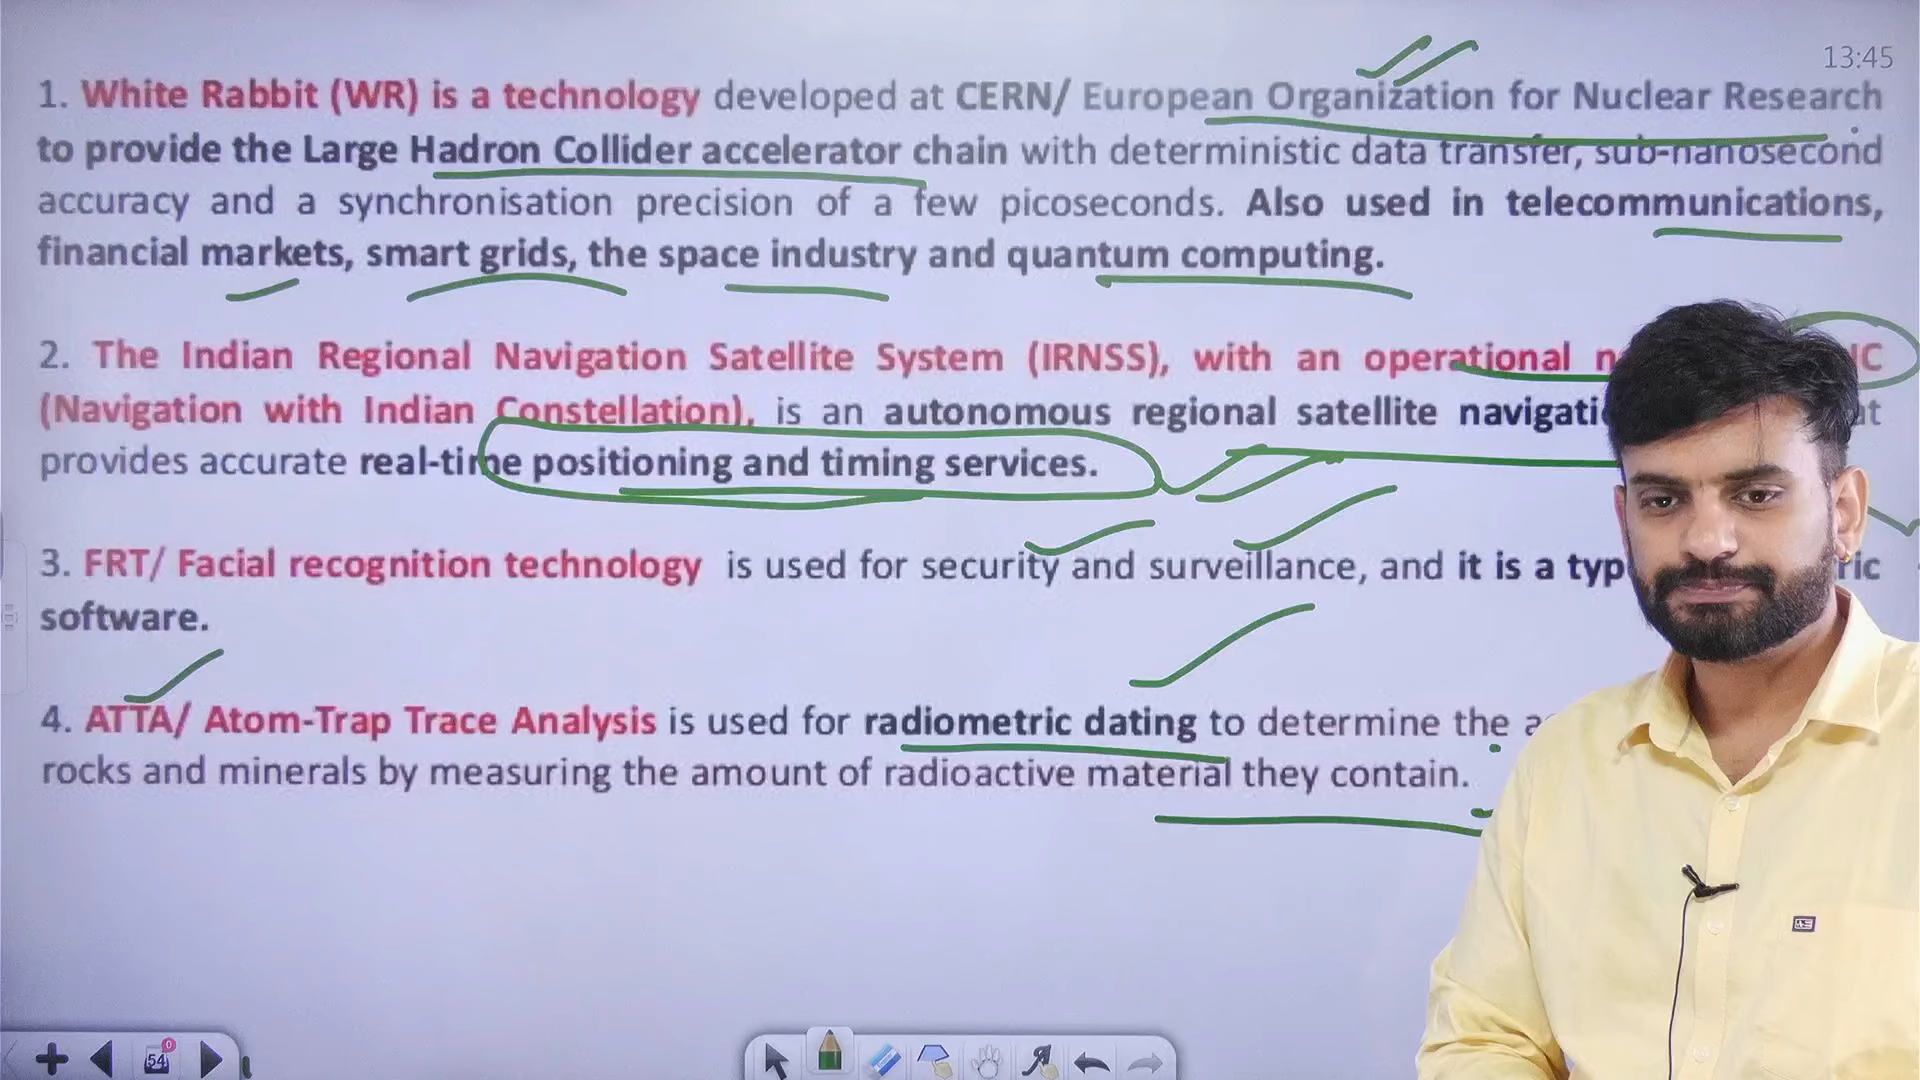 13:45
1. White Rabbit (WR) is a technology developed at CERN/ European Organization for Nuclear Research
to provide the Large Hadron Collider accelerator chain with deterministic data transfer, sub-nanosecond
accuracy and a synchronisation precision of a few picoseconds. Also used in telecommunications,
financial markets, smart grids, the space industry and quantum computing.
2. The Indian Regional Navigation Satellite System (IRNSS), with an operational
(Navigation with Indian Constellation), is an autonomous regional satellite
provides accurate real-time positioning and timing services.
3. FRT/ Facial recognition technology is used for security and surveillance, and it is a
software.
4. ATTA/ Atom-Trap Trace Analysis is used for radiometric dating to determine the
rocks and minerals by measuring the amount of radioactive material they contain.
54
0